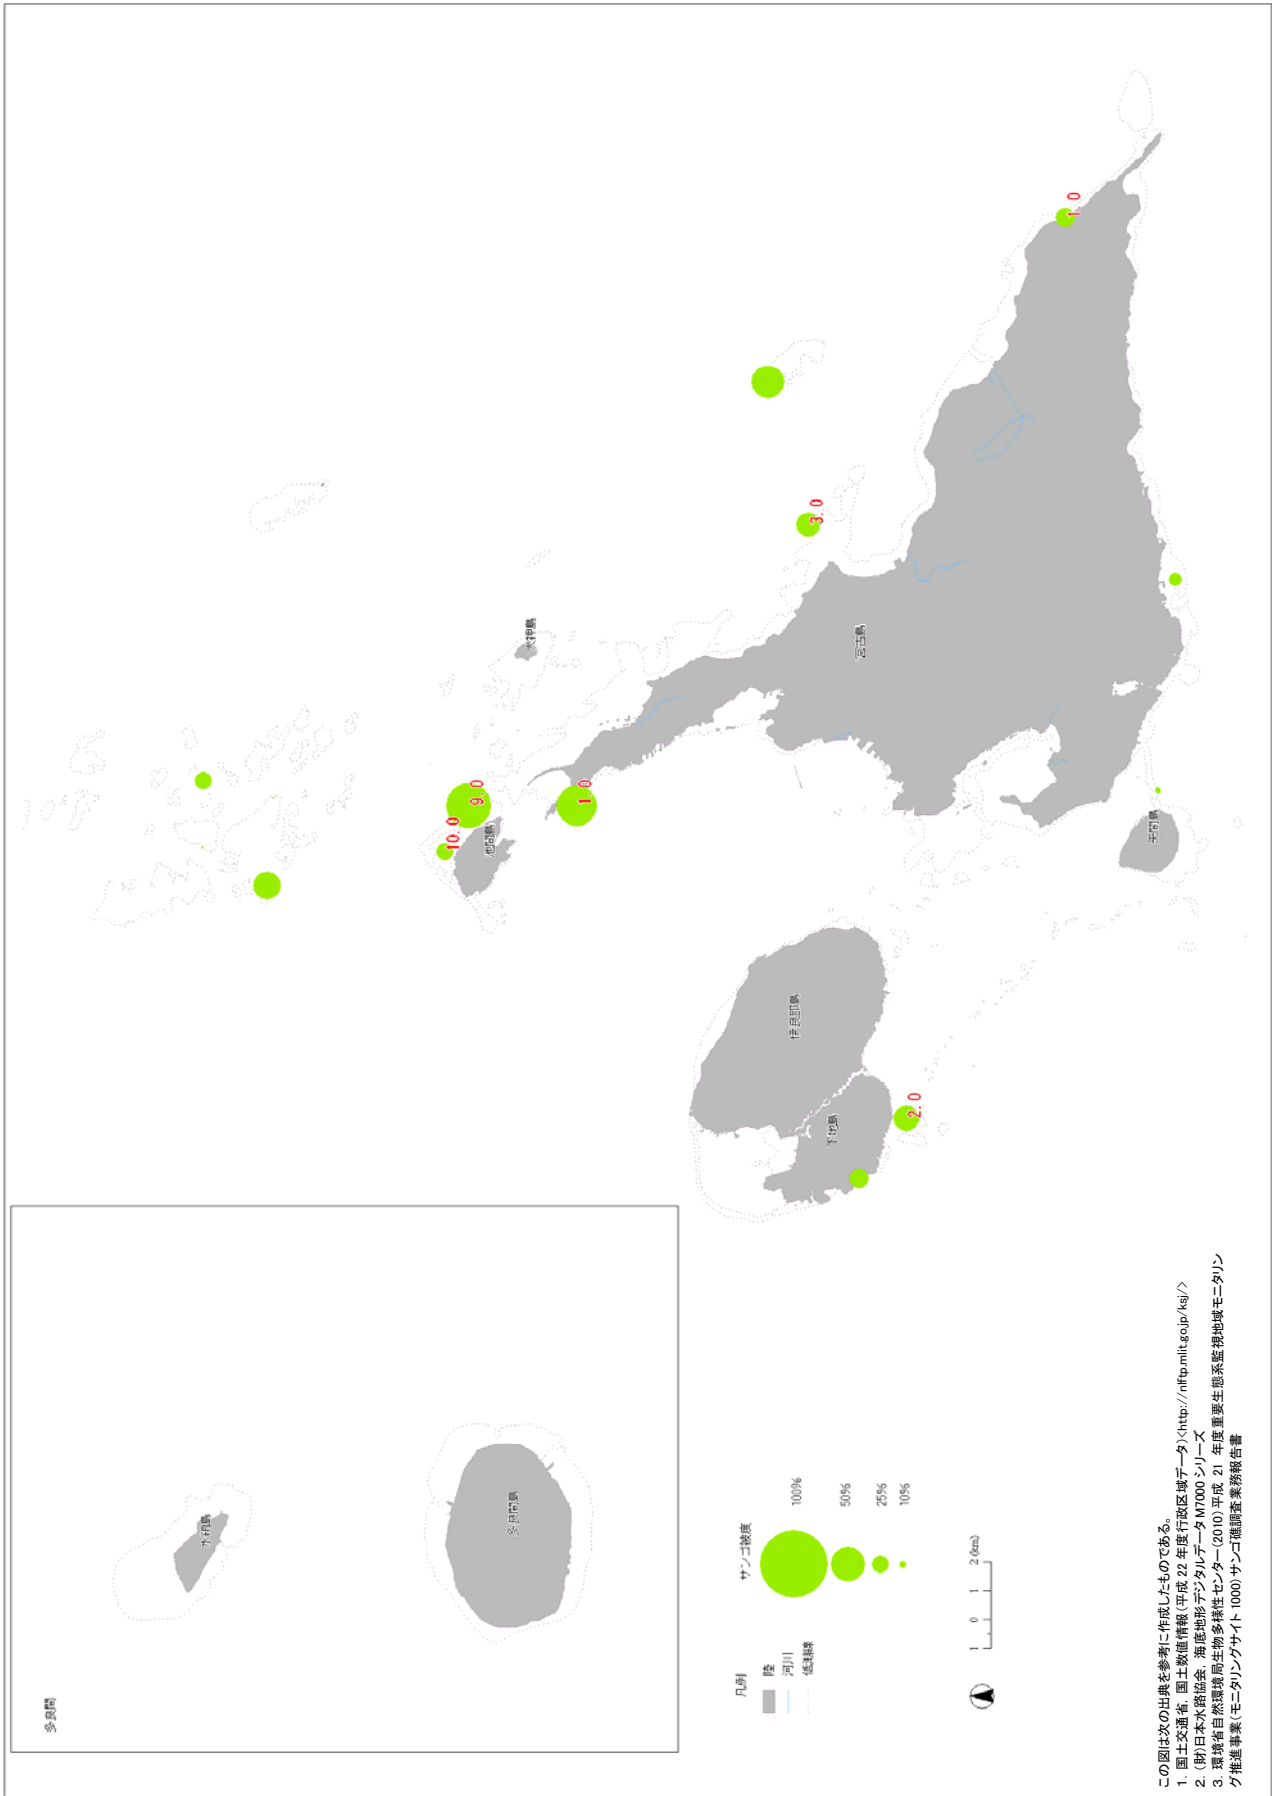 多良間
水納島
多良間島
大神島
池間島
宮古島
来間島
伊良部島
下地島
10.0
9.0
1.0
3.0
1.0
2.0
凡例
陸
河川
低潮線
サンゴ被度
100%
50%
25%
10%
1 0 1 2 (km)
この図は次の出典を参考に作成したものである。
1. 国土交通省. 国土数値情報(平成 22 年度行政区域データ)<http://nlftp.mlit.go.jp/ksj/>
2. (財)日本水路協会. 海底地形デジタルデータ M7000 シリーズ
3. 環境省自然環境局生物多様性センター(2010)平成 21 年度重要生態系監視地域モニタリン
グ推進事業(モニタリングサイト 1000)サンゴ礁調査業務報告書